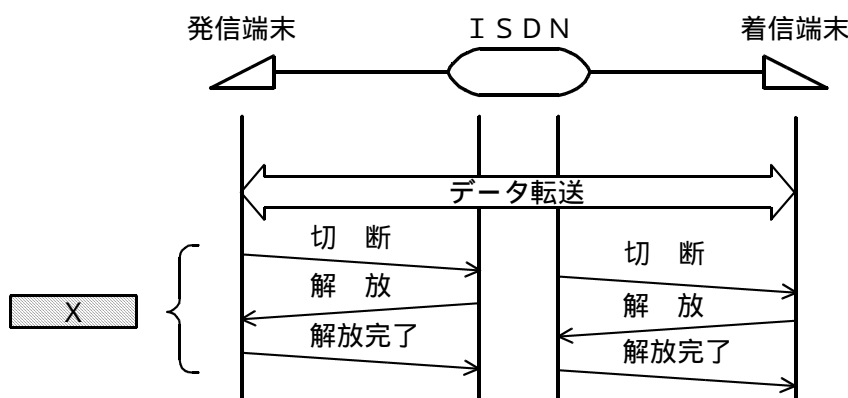 発信端末
ＩＳＤＮ
着信端末
データ転送
切　断
切　断
解　放
解　放
X
解放完了
解放完了